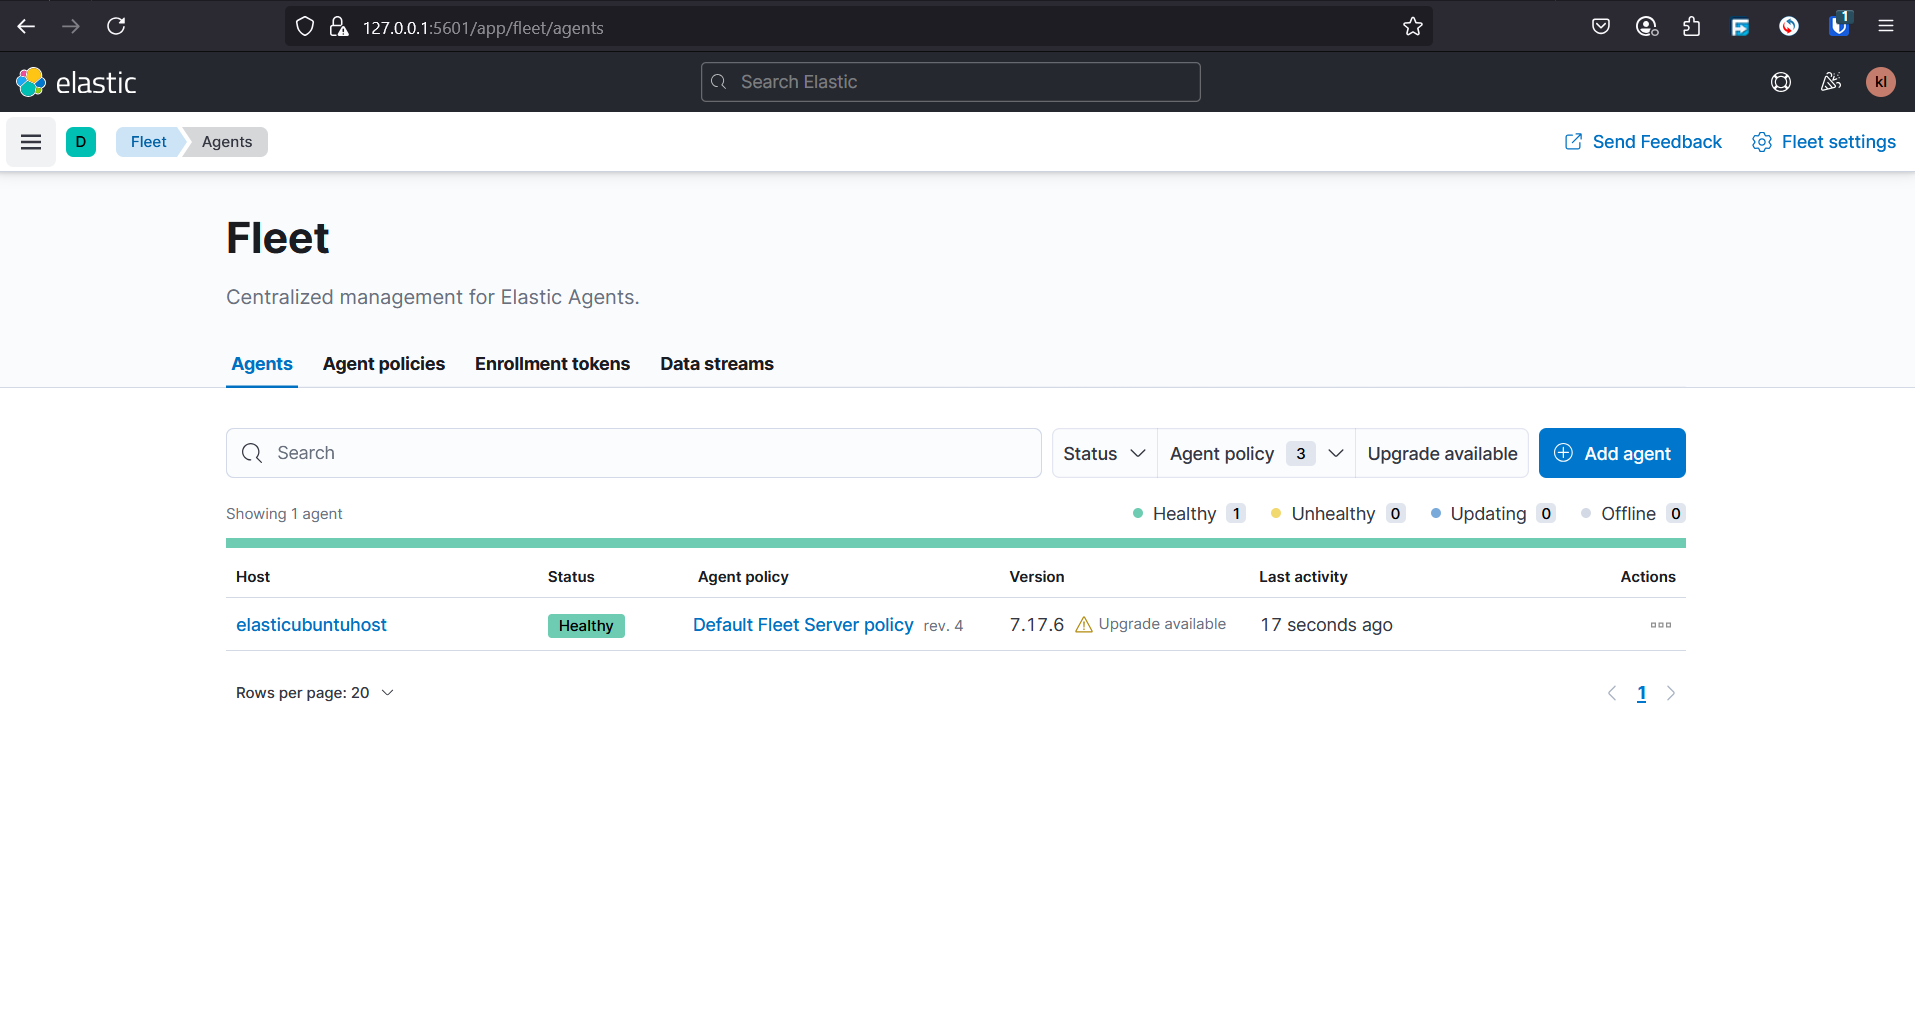 127.0.0.1:5601/app/fleet/agents
1
elastic
Search Elastic
kl
D
Fleet
Agents
Send Feedback
Fleet settings
Fleet
Centralized management for Elastic Agents.
Agents
Agent policies
Enrollment tokens
Data streams
Search
Status
Agent policy 3
Upgrade available
Add agent
Showing 1 agent
Healthy 1
Unhealthy 0
Updating 0
Offline 0
Host Status Agent policy Version Last activity Actions
elasticubuntuhost Healthy Default Fleet Server policy rev. 4 7.17.6 Upgrade available 17 seconds ago
Rows per page: 20
1